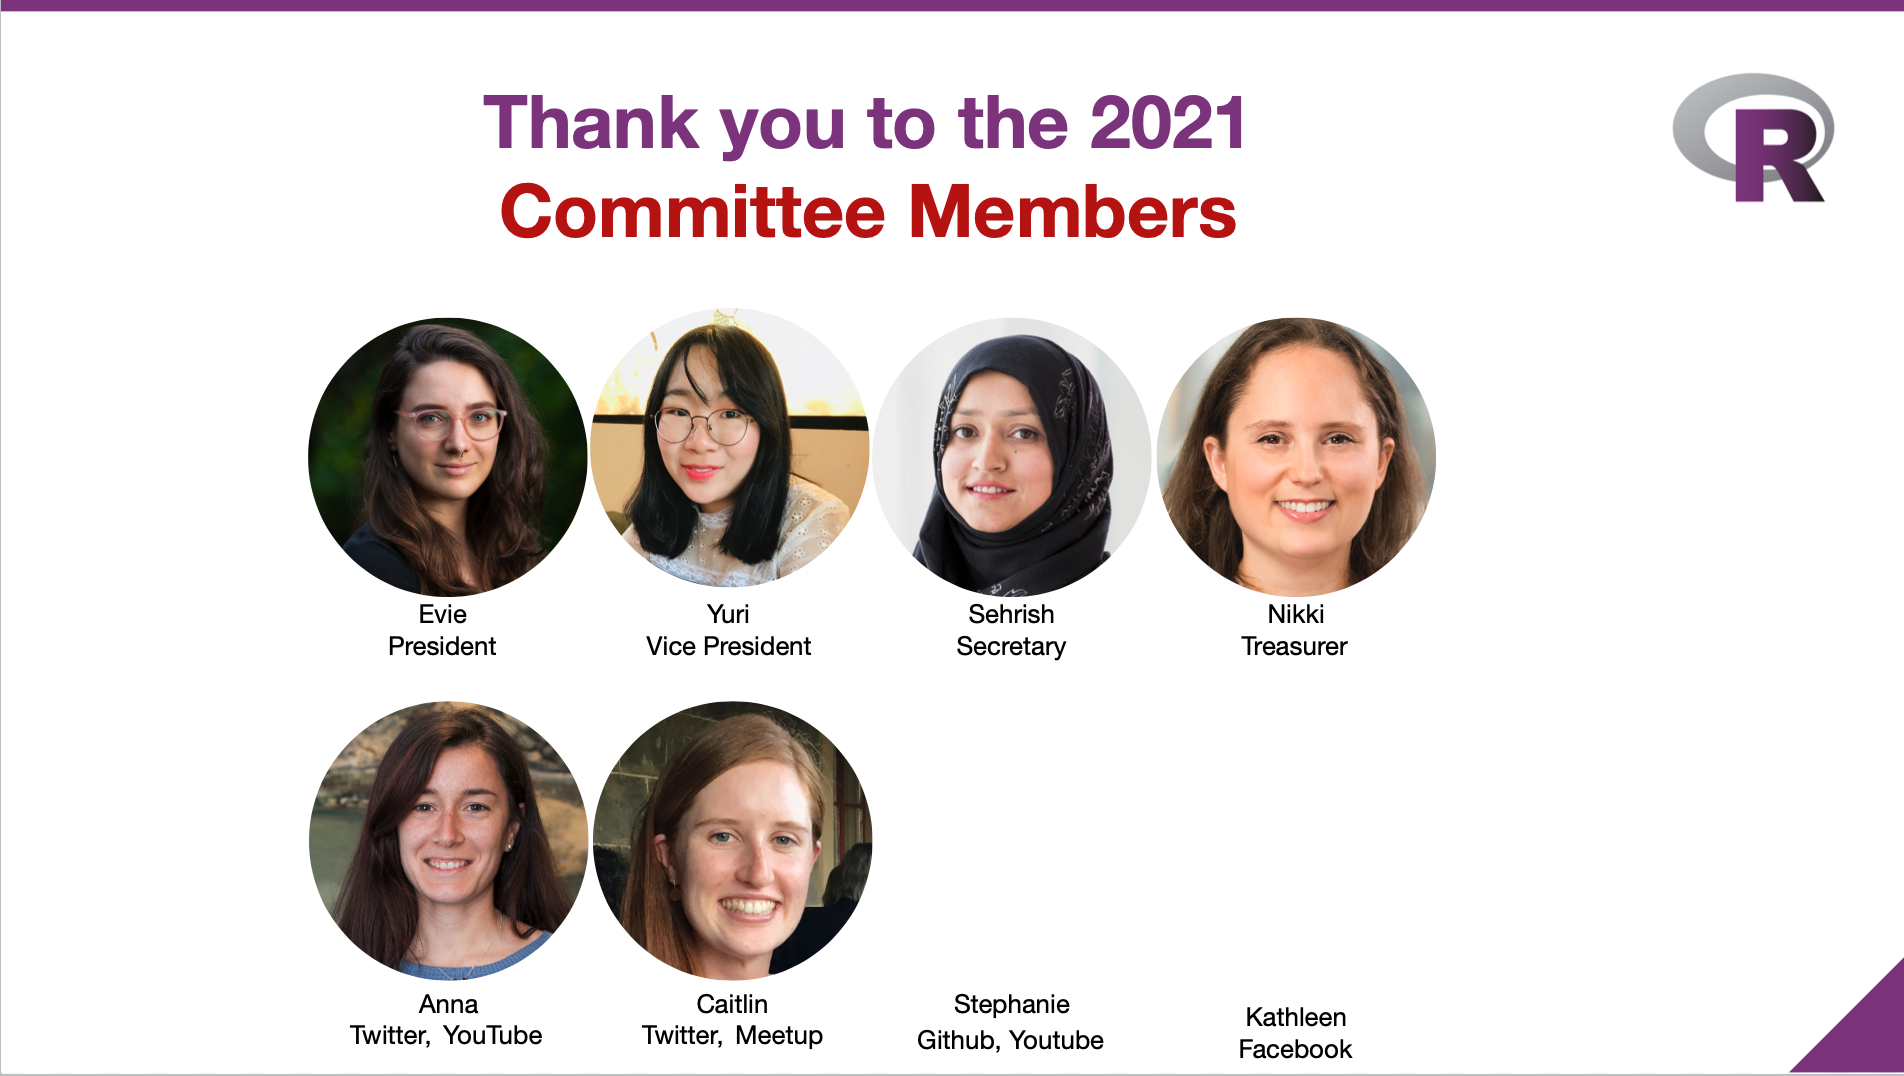 Thank you to the 2021
Committee Members
R
Evie
President
Yuri
Vice President
Sehrish
Secretary
Nikki
Treasurer
Anna
Twitter, YouTube
Caitlin
Twitter, Meetup
Stephanie
Github, Youtube
Kathleen
Facebook